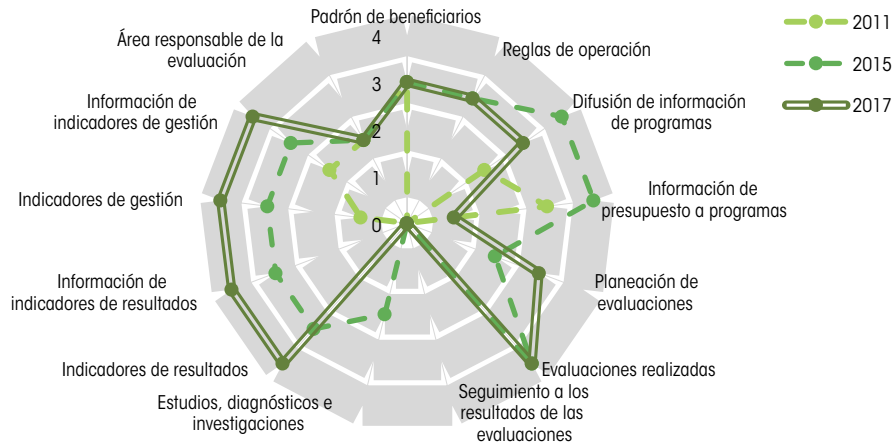 Padrón de beneficiarios
Reglas de operación
Difusión de información
de programas
Información de
presupuesto a programas
Planeación de
evaluaciones
Evaluaciones realizadas
Seguimiento a los
resultados de las
evaluaciones
Estudios, diagnósticos e
investigaciones
Indicadores de resultados
Información de
indicadores de resultados
Indicadores de gestión
Información de
indicadores de gestión
Área responsable de la
evaluación
4
3
2
1
0
2011
2015
2017